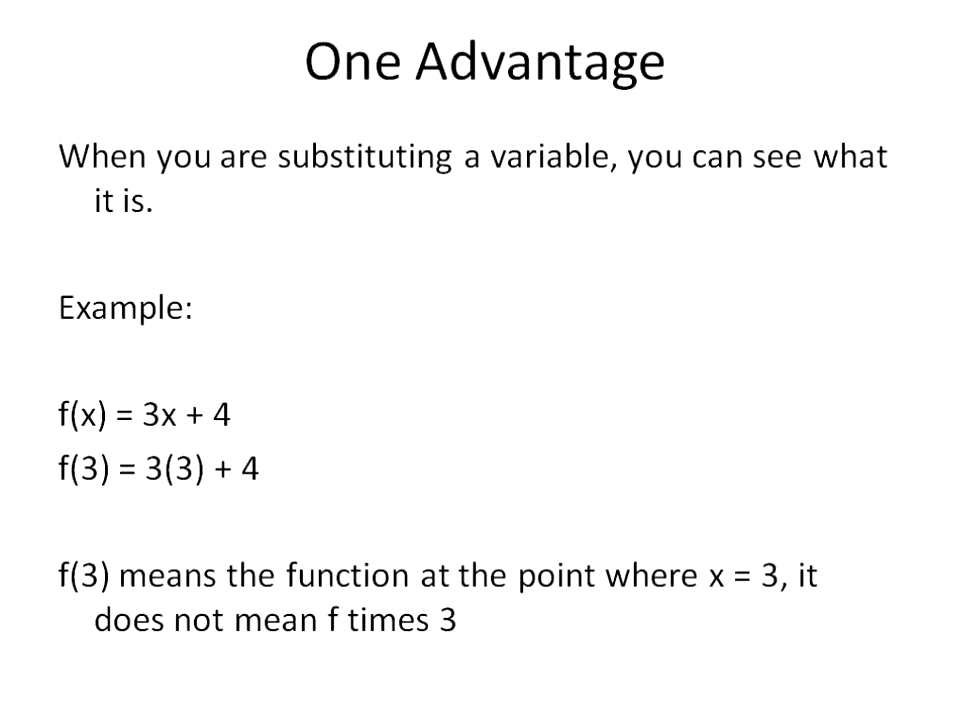 One Advantage
When you are substituting a variable, you can see what
it is.
Example:
f(x) = 3x + 4
f(3) = 3(3) + 4
f(3) means the function at the point where x = 3, it
does not mean f times 3